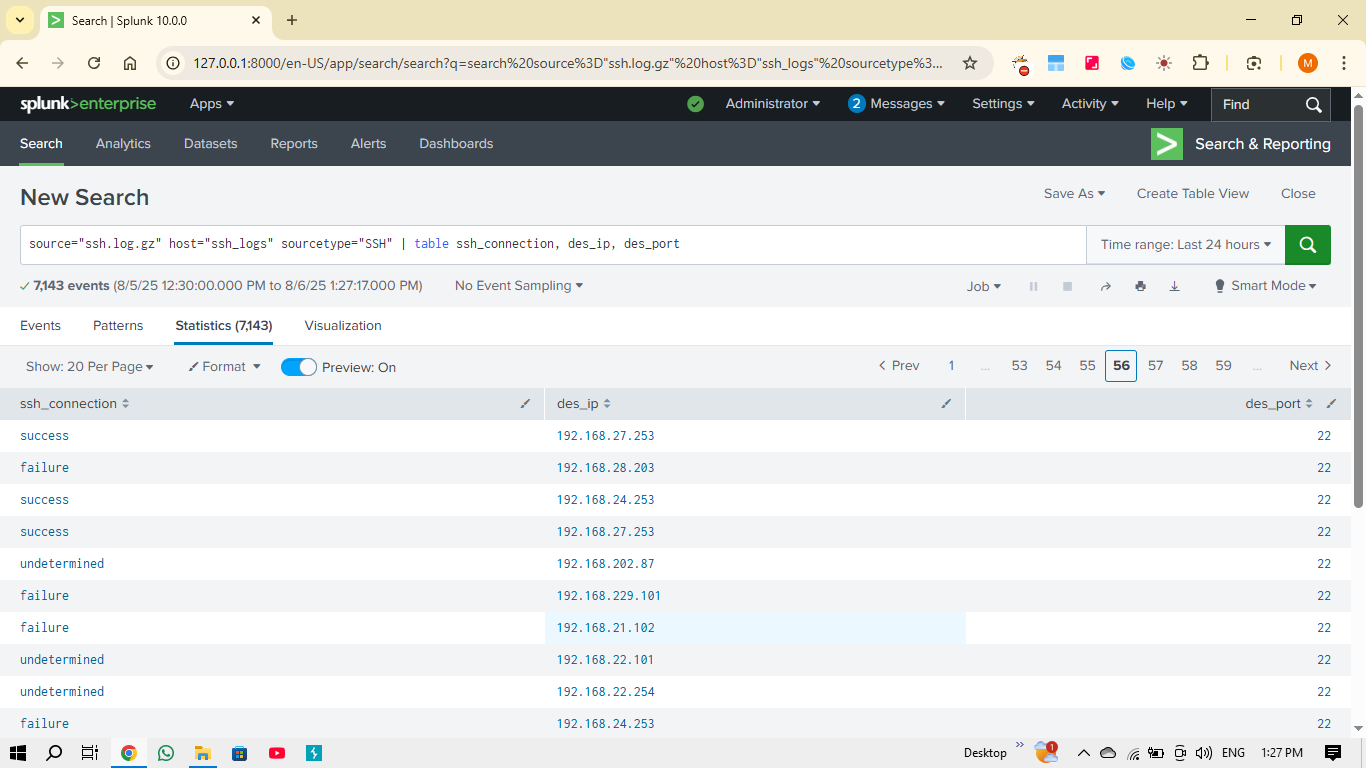 Search | Splunk 10.0.0
127.0.0.1:8000/en-US/app/search/search?q=search%20source%3D"ssh.log.gz"%20host%3D"ssh_logs"%20sourcetype%3... M
splunk>enterprise Apps Administrator 2 Messages Settings Activity Help Find
Search Analytics Datasets Reports Alerts Dashboards Search & Reporting
New Search Save As Create Table View Close
source="ssh.log.gz" host="ssh_logs" sourcetype="SSH" | table ssh_connection, des_ip, des_port Time range: Last 24 hours
7,143 events (8/5/25 12:30:00.000 PM to 8/6/25 1:27:17.000 PM) No Event Sampling Job Smart Mode
Events Patterns Statistics (7,143) Visualization
Show: 20 Per Page Format Preview: On < Prev 1 ... 53 54 55 56 57 58 59 ... Next >
ssh_connection des_ip des_port
success 192.168.27.253 22
failure 192.168.28.203 22
success 192.168.24.253 22
success 192.168.27.253 22
undetermined 192.168.202.87 22
failure 192.168.229.101 22
failure 192.168.21.102 22
undetermined 192.168.22.101 22
undetermined 192.168.22.254 22
failure 192.168.24.253 22
Desktop 1 ENG 1:27 PM